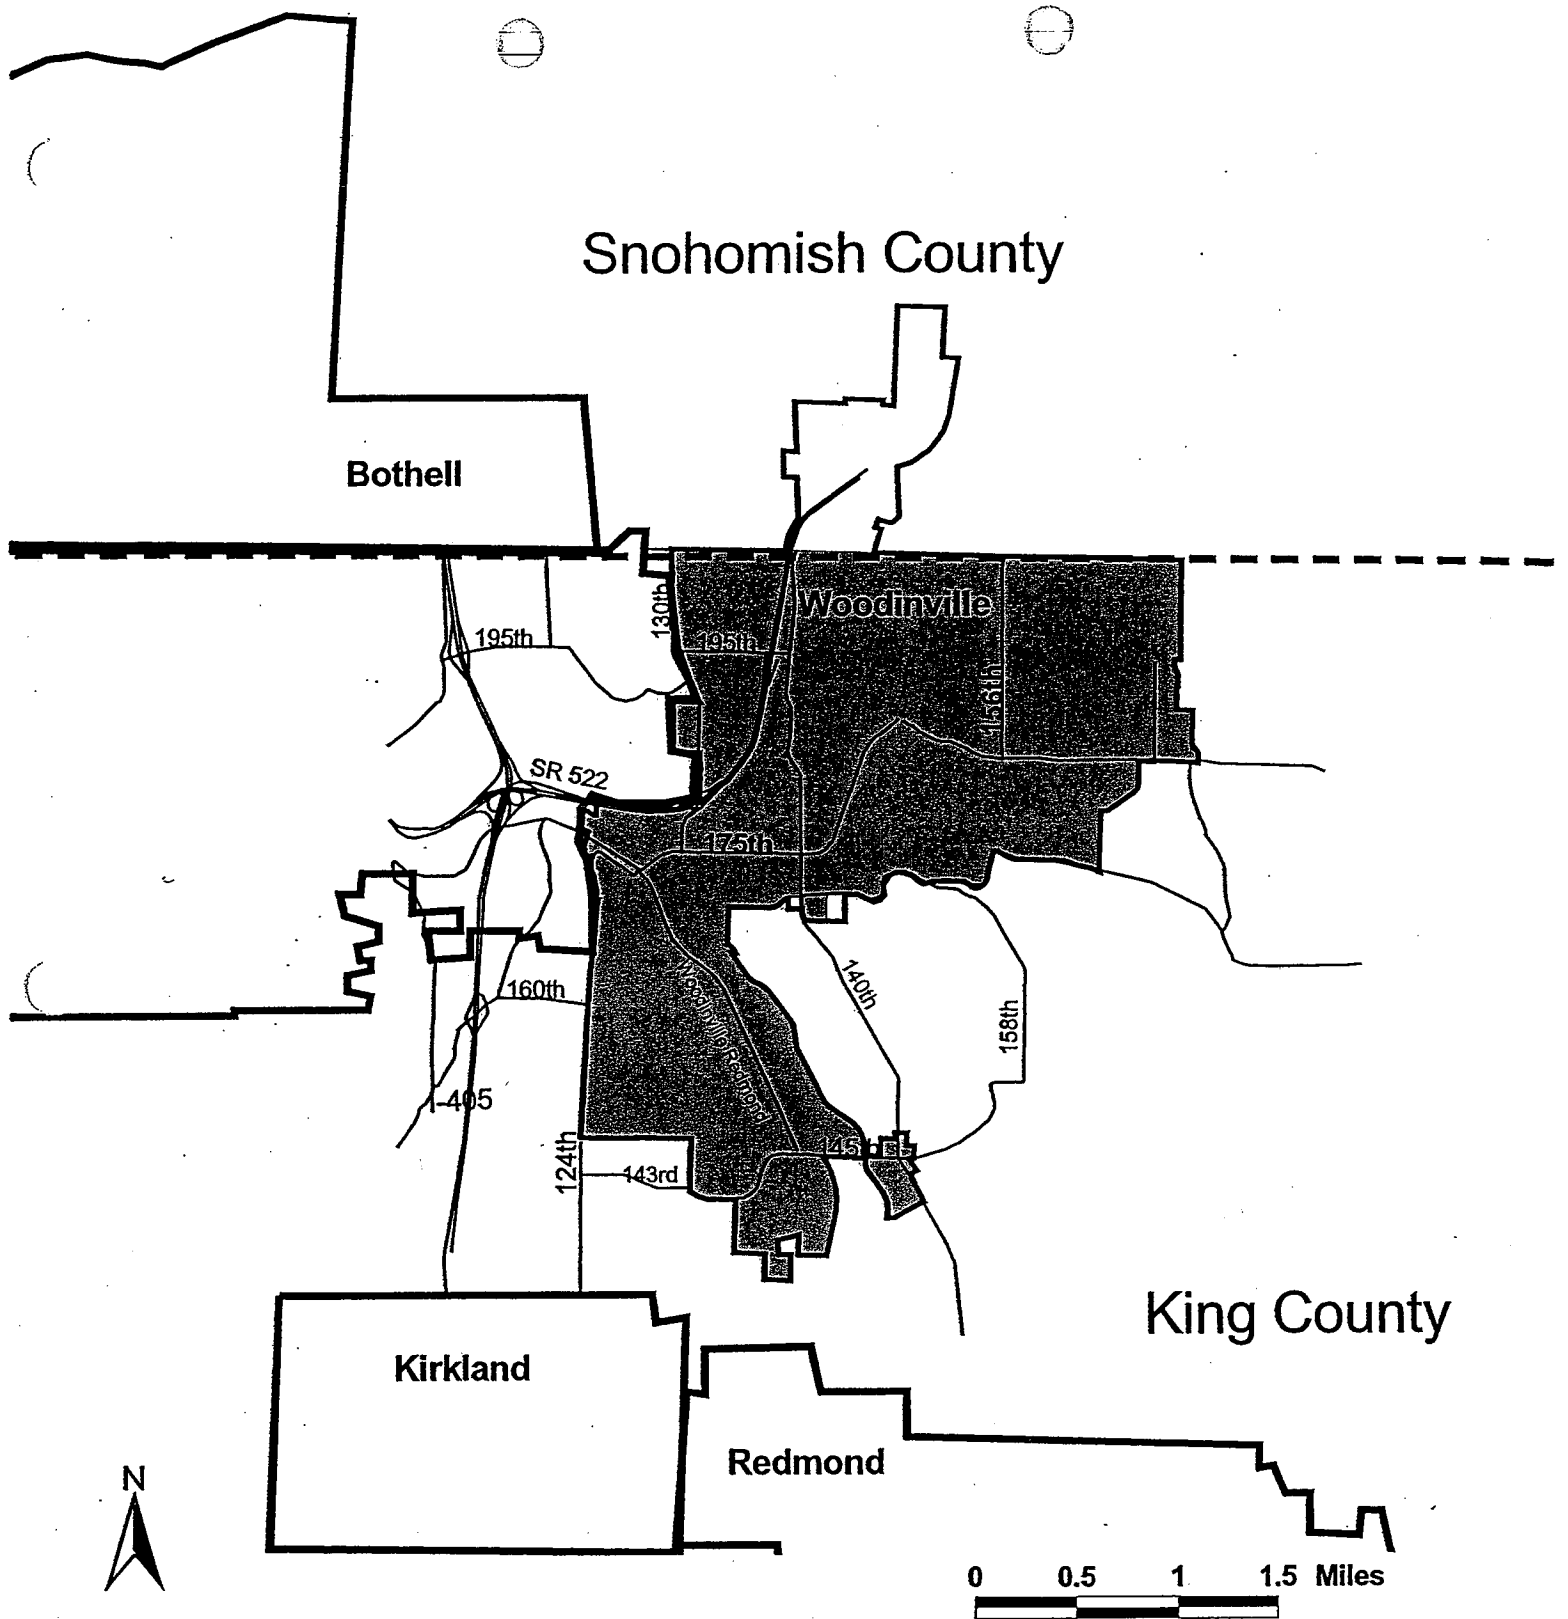 Snohomish County
Bothell
Woodinville
130th
195th
195th
156th
SR 522
175th
140th
160th
Woodinville Redmond
158th
I-405
145th
124th
143rd
King County
Kirkland
Redmond
N
0 0.5 1 1.5 Miles